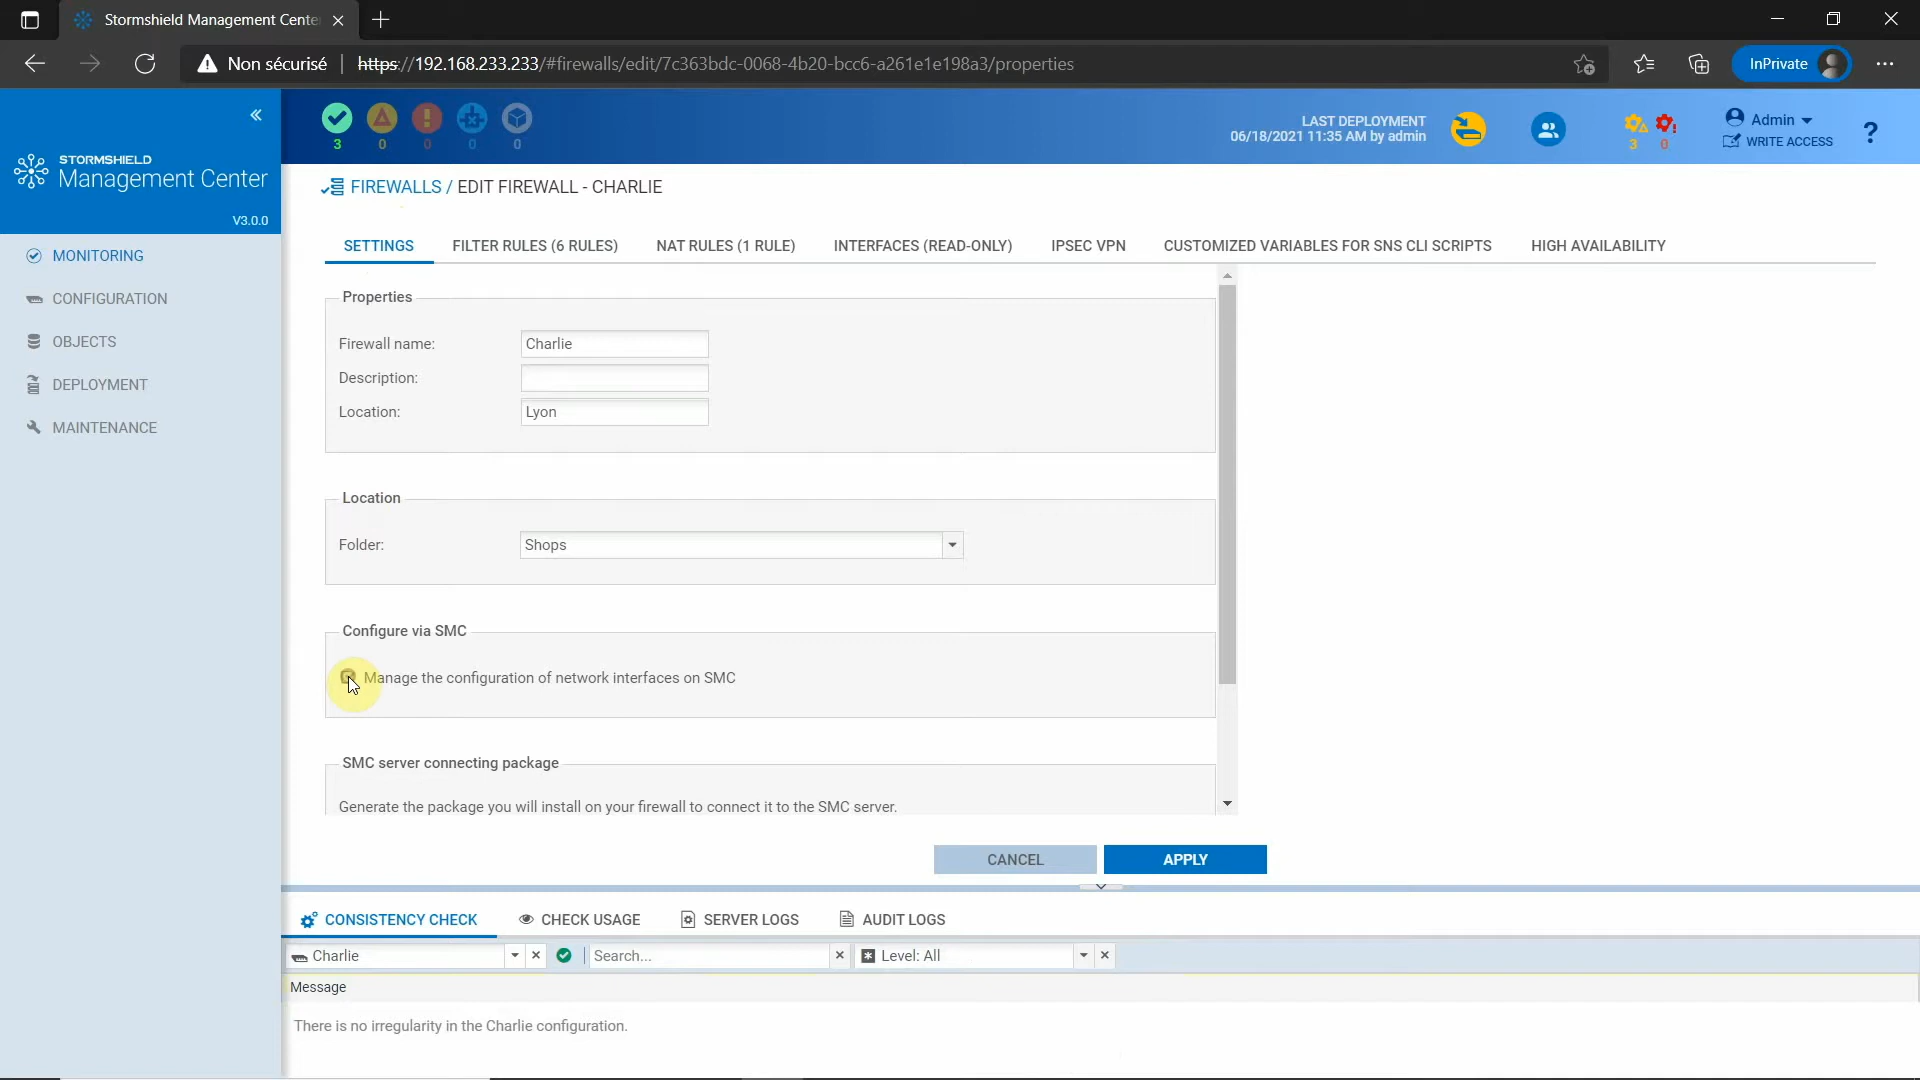 Stormshield Management Cente
Non sécurisé
https://192.168.233.233/#firewalls/edit/7c363bdc-0068-4b20-bcc6-a261e1e198a3/properties
InPrivate
STORMSHIELD
Management Center
V3.0.0
3 0 0 0 0
LAST DEPLOYMENT
06/18/2021 11:35 AM by admin
3 0
Admin
WRITE ACCESS
?
MONITORING
CONFIGURATION
OBJECTS
DEPLOYMENT
MAINTENANCE
FIREWALLS / EDIT FIREWALL - CHARLIE
SETTINGS FILTER RULES (6 RULES) NAT RULES (1 RULE) INTERFACES (READ-ONLY) IPSEC VPN CUSTOMIZED VARIABLES FOR SNS CLI SCRIPTS HIGH AVAILABILITY
Properties
Firewall name: Charlie
Description:
Location: Lyon
Location
Folder: Shops
Configure via SMC
Manage the configuration of network interfaces on SMC
SMC server connecting package
Generate the package you will install on your firewall to connect it to the SMC server.
CANCEL APPLY
CONSISTENCY CHECK CHECK USAGE SERVER LOGS AUDIT LOGS
Charlie Search... Level: All
Message
There is no irregularity in the Charlie configuration.